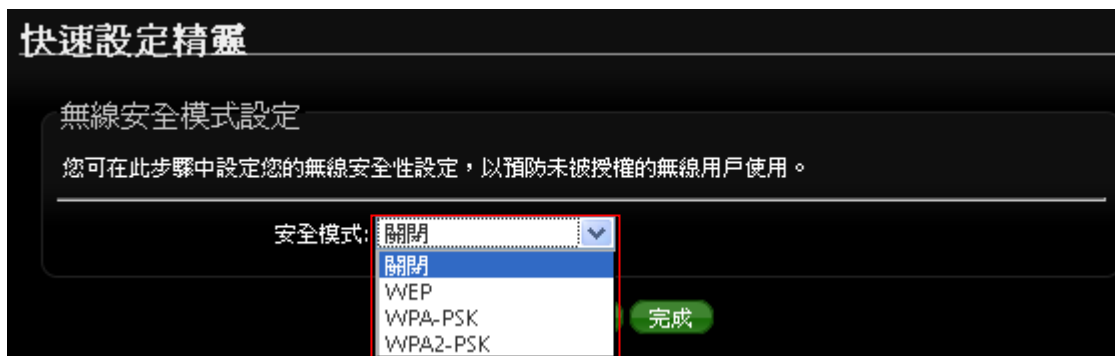 快速設定精靈
無線安全模式設定
您可在此步驟中設定您的無線安全性設定，以預防未被授權的無線用戶使用。
安全模式: 關閉
關閉
WEP
WPA-PSK
完成
WPA2-PSK